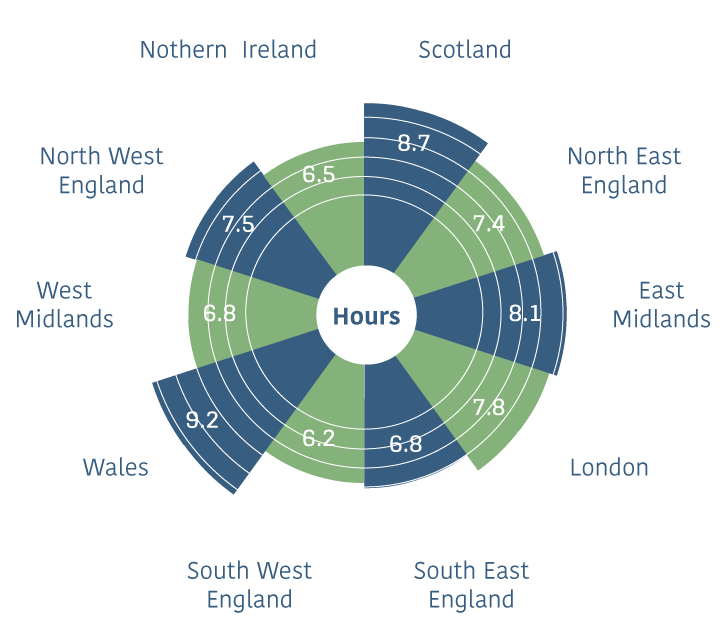 Nothern Ireland
Scotland
8.7
North West
England
North East
England
6.5
7.5
7.4
West
Midlands
6.8
Hours
8.1
East
Midlands
9.2
7.8
6.2
6.8
Wales
London
South West
England
South East
England